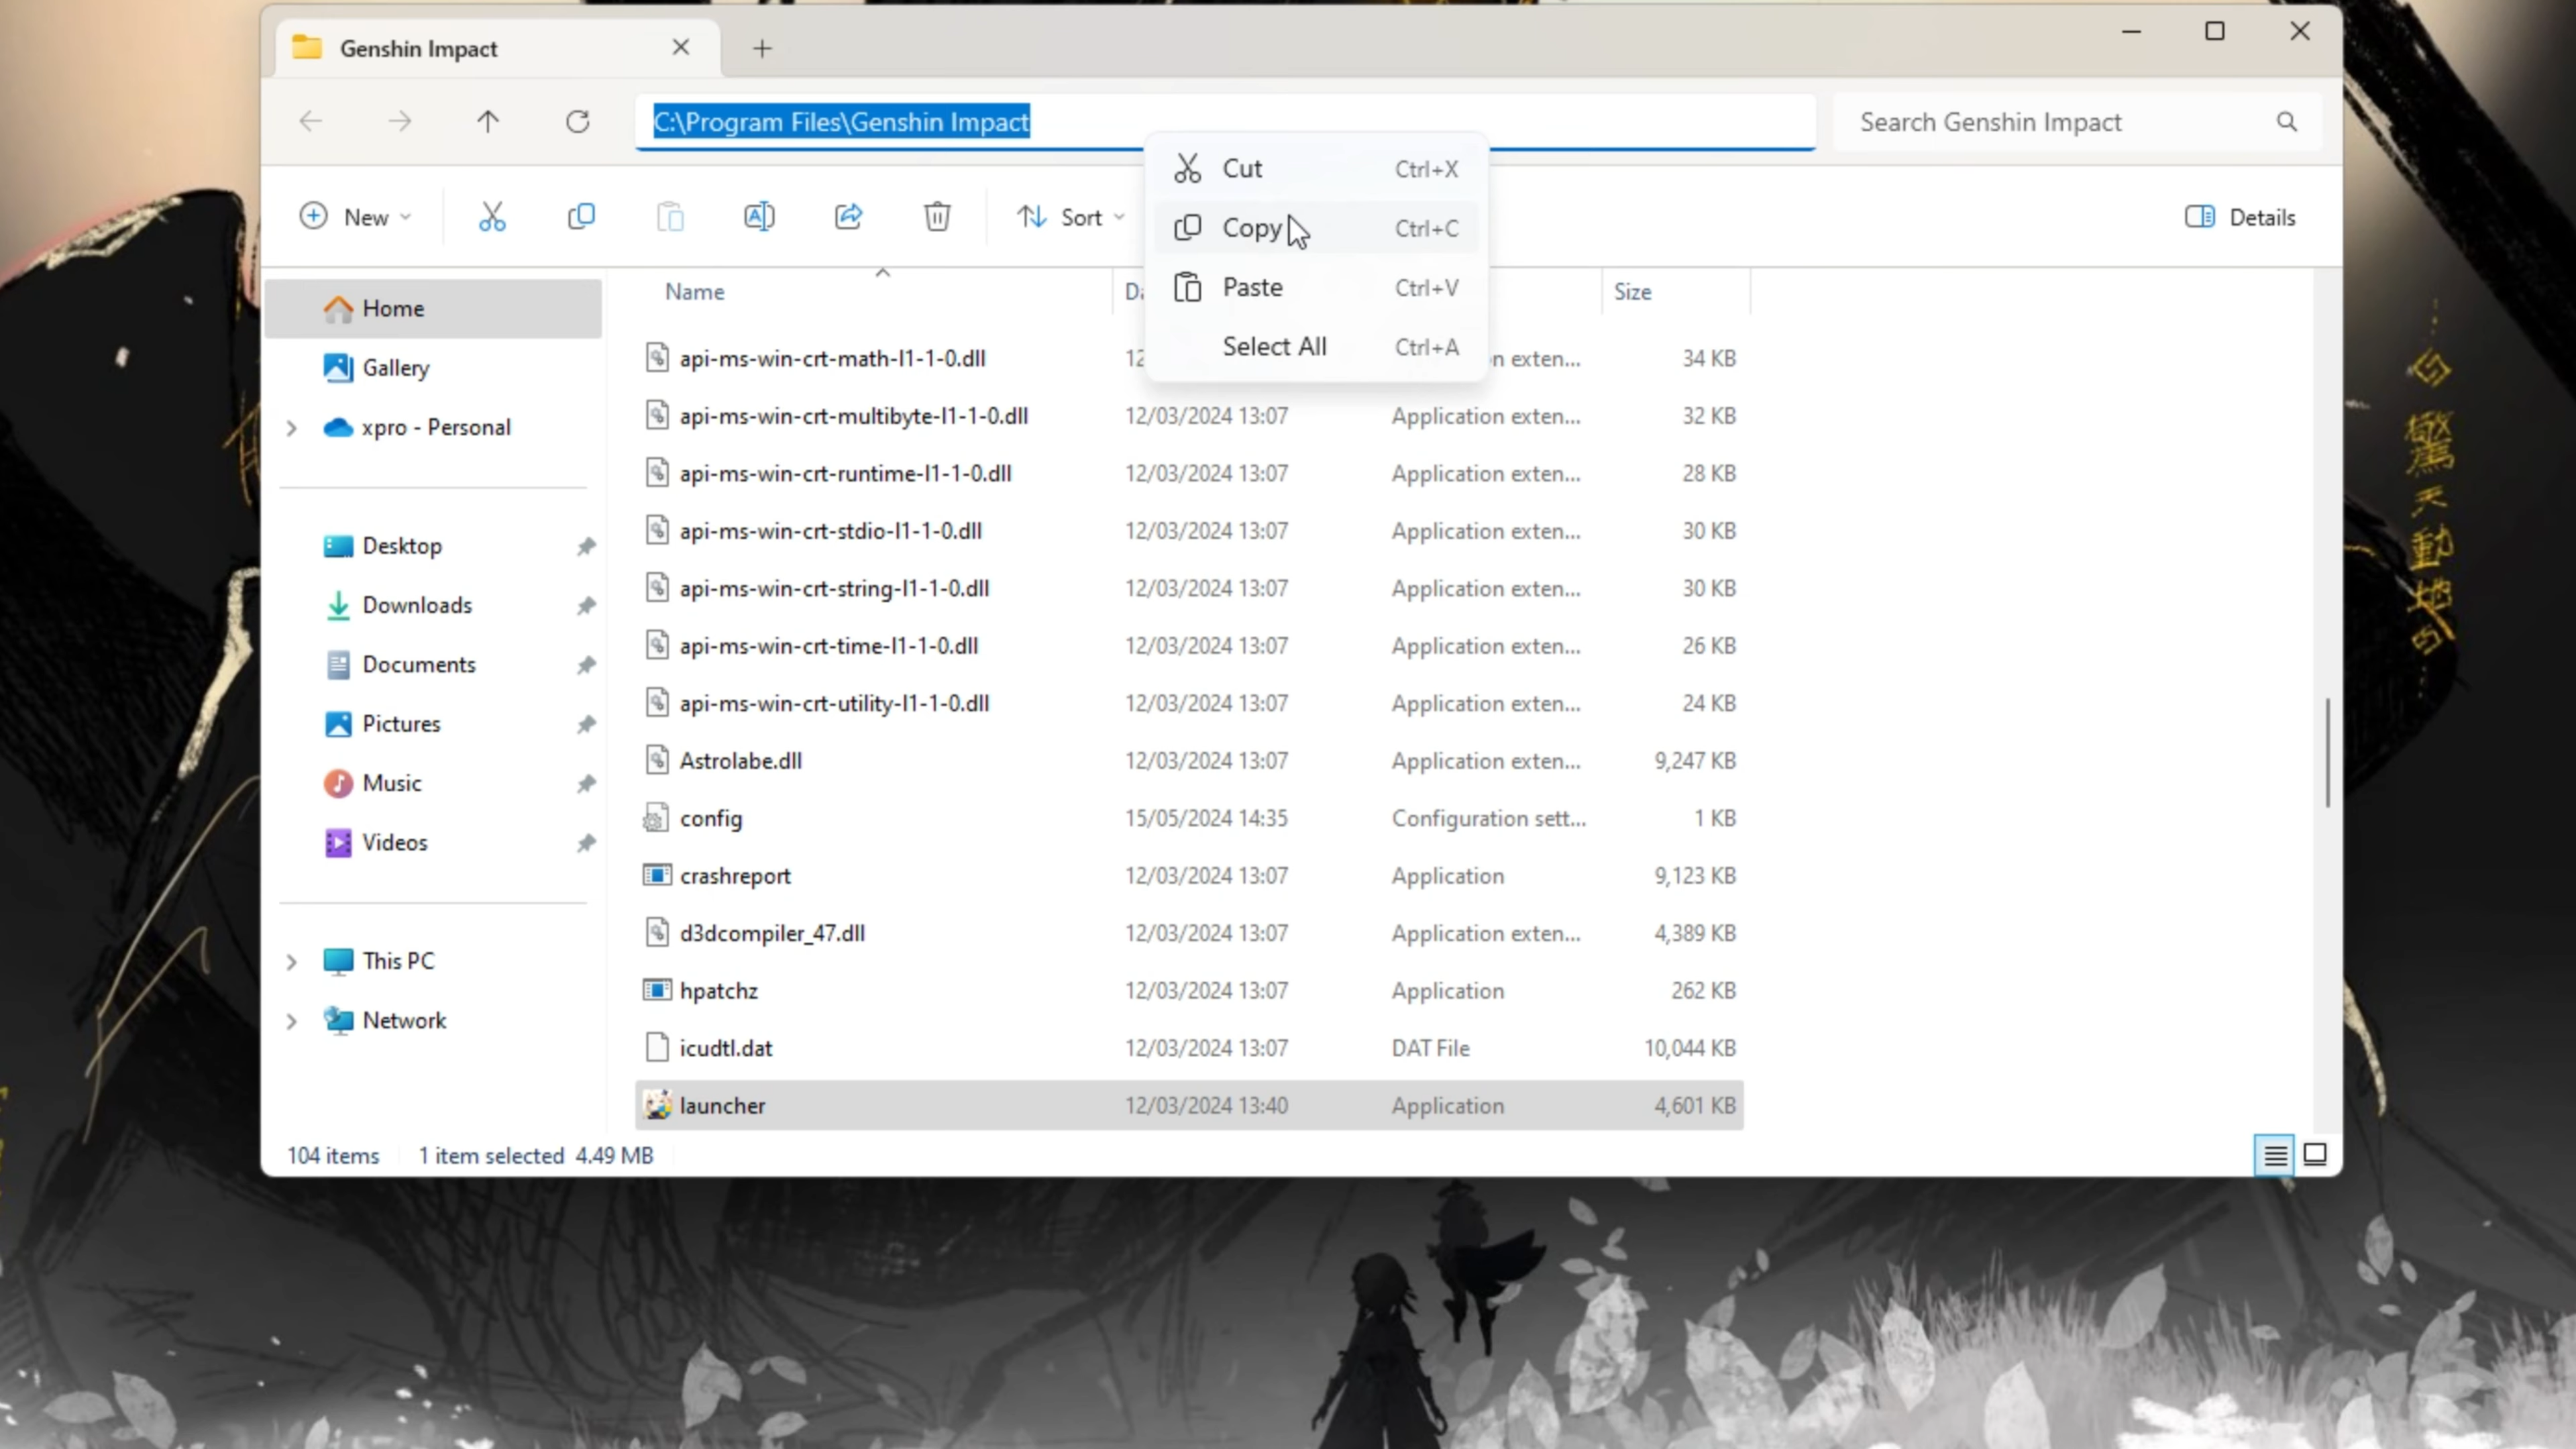 Genshin Impact
C:\Program Files\Genshin Impact
Search Genshin Impact
Cut Ctrl+X
Copy Ctrl+C
Paste Ctrl+V
Select All Ctrl+A
New
Sort
Details
Home
Gallery
xpro - Personal
Desktop
Downloads
Documents
Pictures
Music
Videos
This PC
Network
Name Size
api-ms-win-crt-math-l1-1-0.dll 12 n exten... 34 KB
api-ms-win-crt-multibyte-l1-1-0.dll 12/03/2024 13:07 Application exten... 32 KB
api-ms-win-crt-runtime-l1-1-0.dll 12/03/2024 13:07 Application exten... 28 KB
api-ms-win-crt-stdio-l1-1-0.dll 12/03/2024 13:07 Application exten... 30 KB
api-ms-win-crt-string-l1-1-0.dll 12/03/2024 13:07 Application exten... 30 KB
api-ms-win-crt-time-l1-1-0.dll 12/03/2024 13:07 Application exten... 26 KB
api-ms-win-crt-utility-l1-1-0.dll 12/03/2024 13:07 Application exten... 24 KB
Astrolabe.dll 12/03/2024 13:07 Application exten... 9,247 KB
config 15/05/2024 14:35 Configuration sett... 1 KB
crashreport 12/03/2024 13:07 Application 9,123 KB
d3dcompiler_47.dll 12/03/2024 13:07 Application exten... 4,389 KB
hpatchz 12/03/2024 13:07 Application 262 KB
icudtl.dat 12/03/2024 13:07 DAT File 10,044 KB
launcher 12/03/2024 13:40 Application 4,601 KB
104 items 1 item selected 4.49 MB
驚天動地